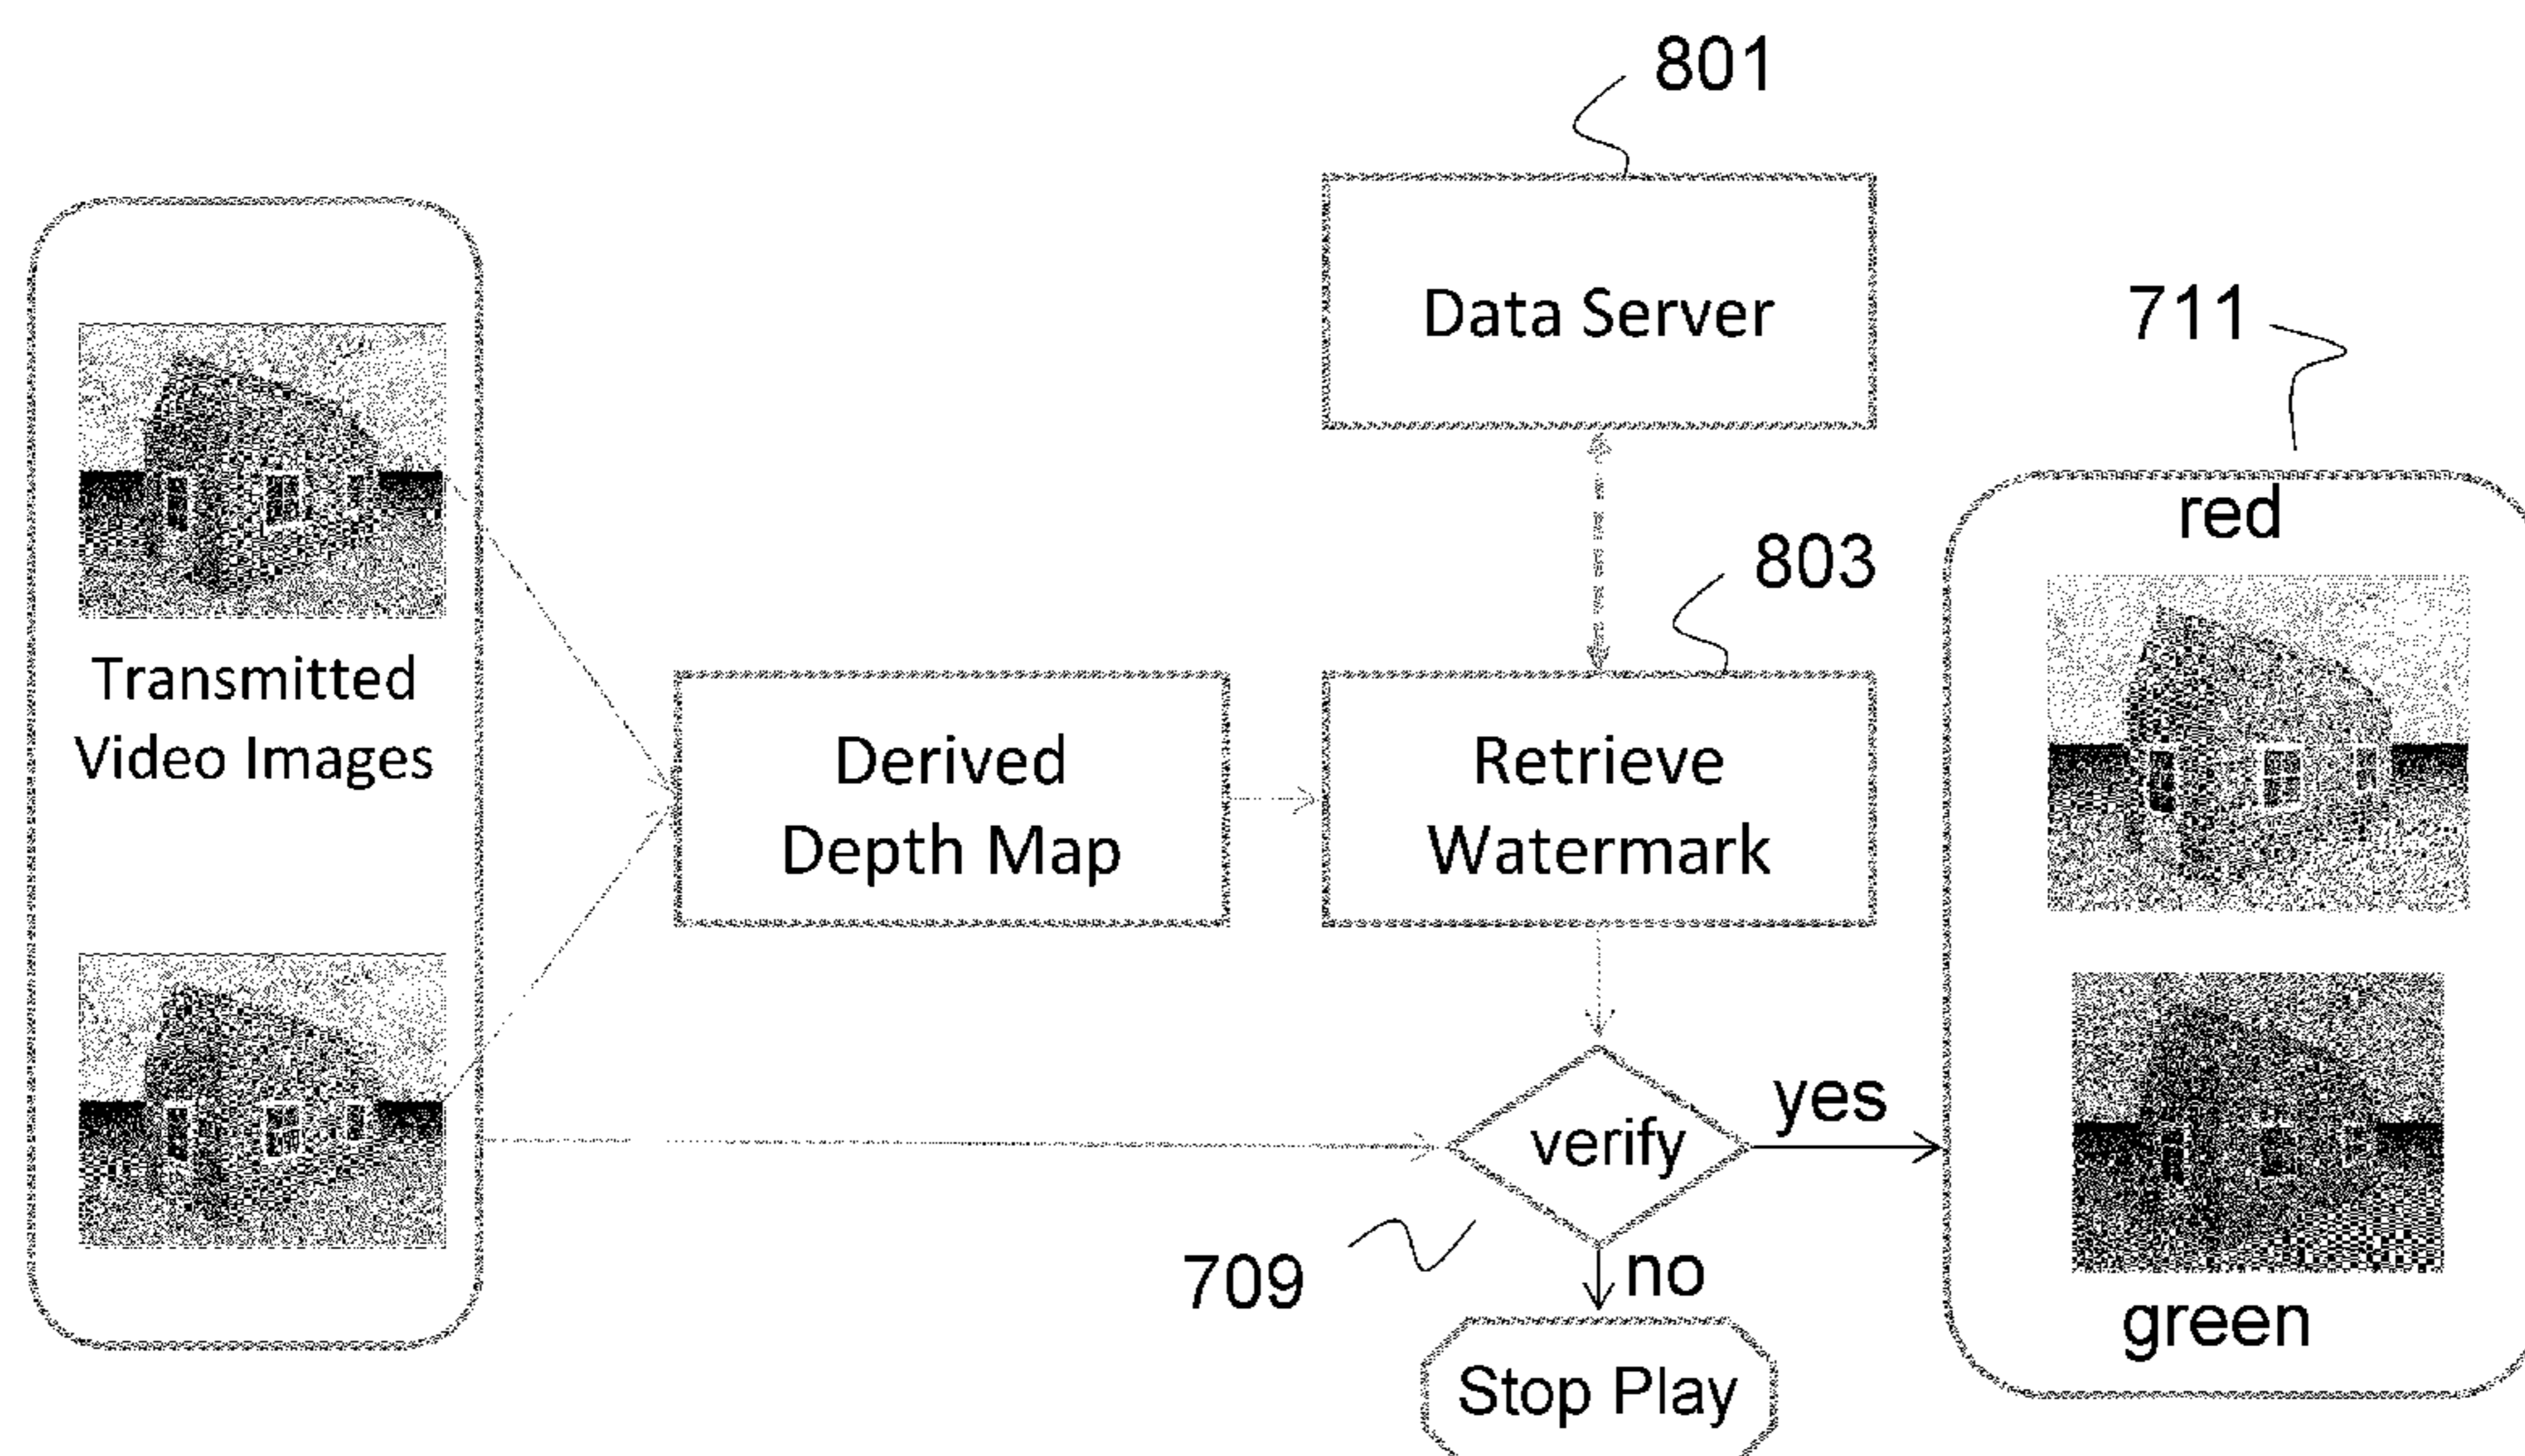 801
Data Server
711
red
803
Transmitted
Video Images
Derived
Depth Map
Retrieve
Watermark
yes
verify
709
no
green
Stop Play